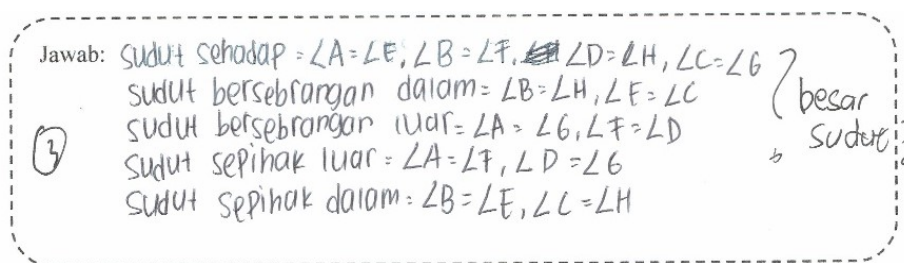 Jawab: sudut sehadap = ∠A = ∠E, ∠B = ∠F, ∠D = ∠H, ∠C = ∠G
sudut bersebrangan dalam = ∠B = ∠H, ∠E = ∠C
sudut bersebrangan luar = ∠A = ∠G, ∠F = ∠D
sudut sepihak luar = ∠A = ∠F, ∠D = ∠G
sudut sepihak dalam = ∠B = ∠E, ∠C = ∠H
besar
sudut
3